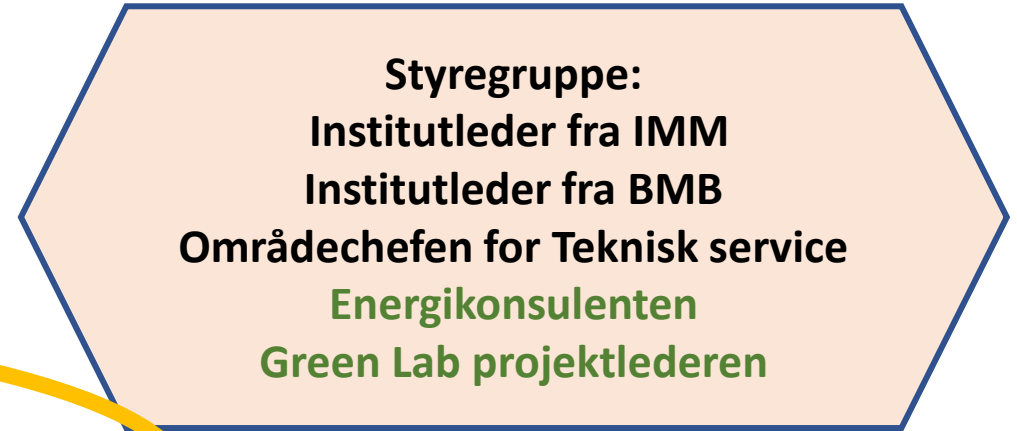 Styregruppe:
Institutleder fra IMM
Institutleder fra BMB
Områdechefen for Teknisk service
Energikonsulenten
Green Lab projektlederen